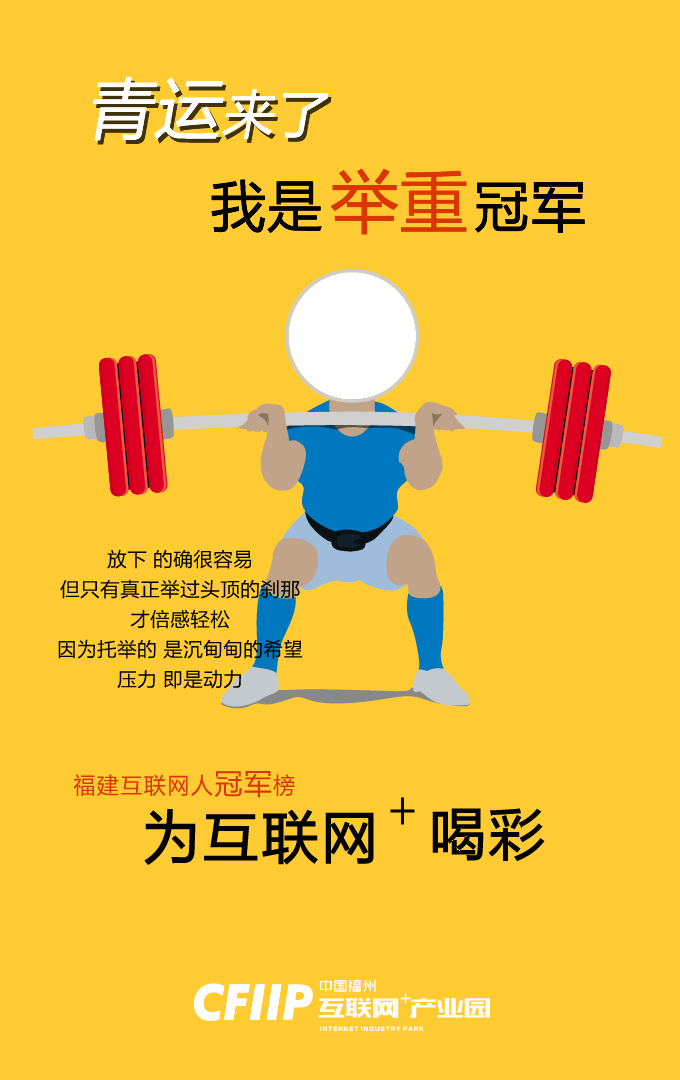 青运来了
我是举重冠军
放下 的确很容易
但只有真正举过头顶的刹那
才倍感轻松
因为托举的 是沉甸甸的希望
压力 即是动力
福建互联网人冠军榜
为互联网+喝彩
CFIIP 中国福州
互联网+产业园
INTERNET INDUSTRY PARK